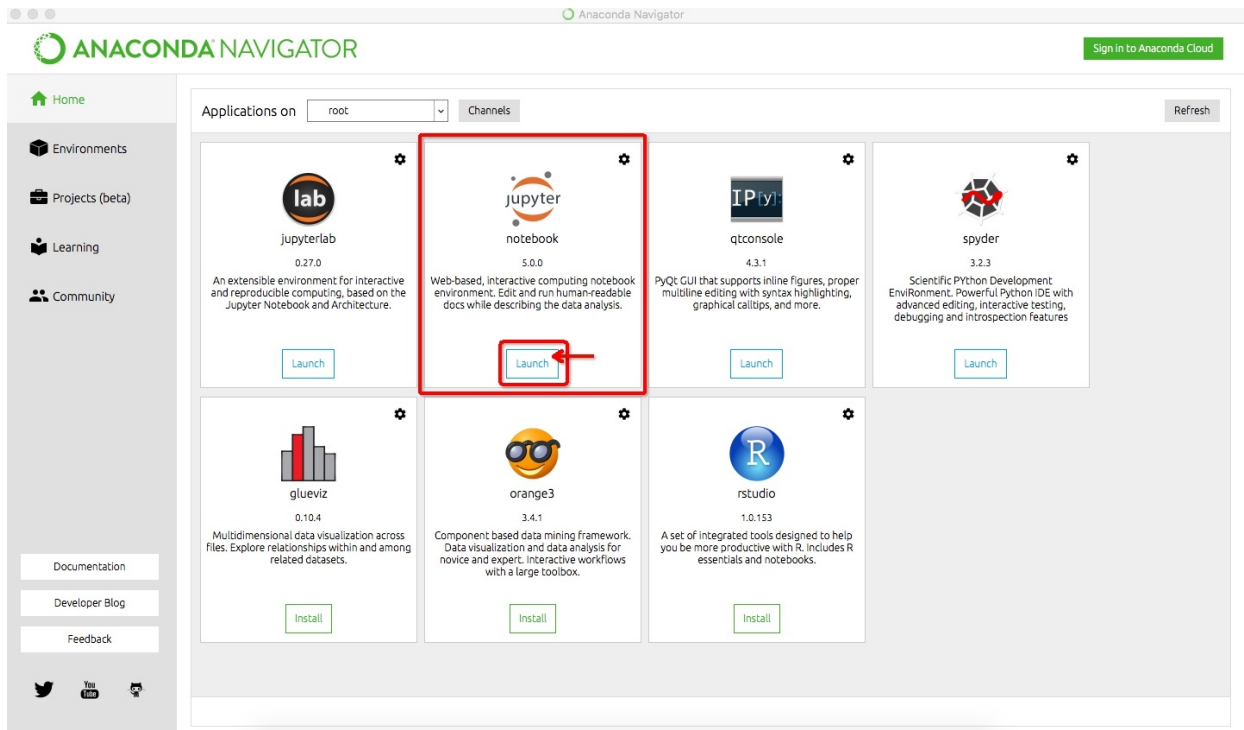 Anaconda Navigator
ANACONDA NAVIGATOR
Sign in to Anaconda Cloud
Home
Environments
Projects (beta)
Learning
Community
Documentation
Developer Blog
Feedback
You
Tube
Applications on
root
Channels
Refresh
lab
jupyterlab
0.27.0
An extensible environment for interactive
and reproducible computing, based on the
Jupyter Notebook and Architecture.
Launch
jupyter
notebook
5.0.0
Web-based, interactive computing notebook
environment. Edit and run human-readable
docs while describing the data analysis.
Launch
IP[y]:
qtconsole
4.3.1
PyQt GUI that supports inline figures, proper
multiline editing with syntax highlighting,
graphical calltips, and more.
Launch
spyder
3.2.3
Scientific PYthon Development
EnviRonment. Powerful Python IDE with
advanced editing, interactive testing,
debugging and introspection features
Launch
glueviz
0.10.4
Multidimensional data visualization across
files. Explore relationships within and among
related datasets.
Install
orange3
3.4.1
Component based data mining framework.
Data visualization and data analysis for
novice and expert. Interactive workflows
with a large toolbox.
Install
R
rstudio
1.0.153
A set of integrated tools designed to help
you be more productive with R. Includes R
essentials and notebooks.
Install